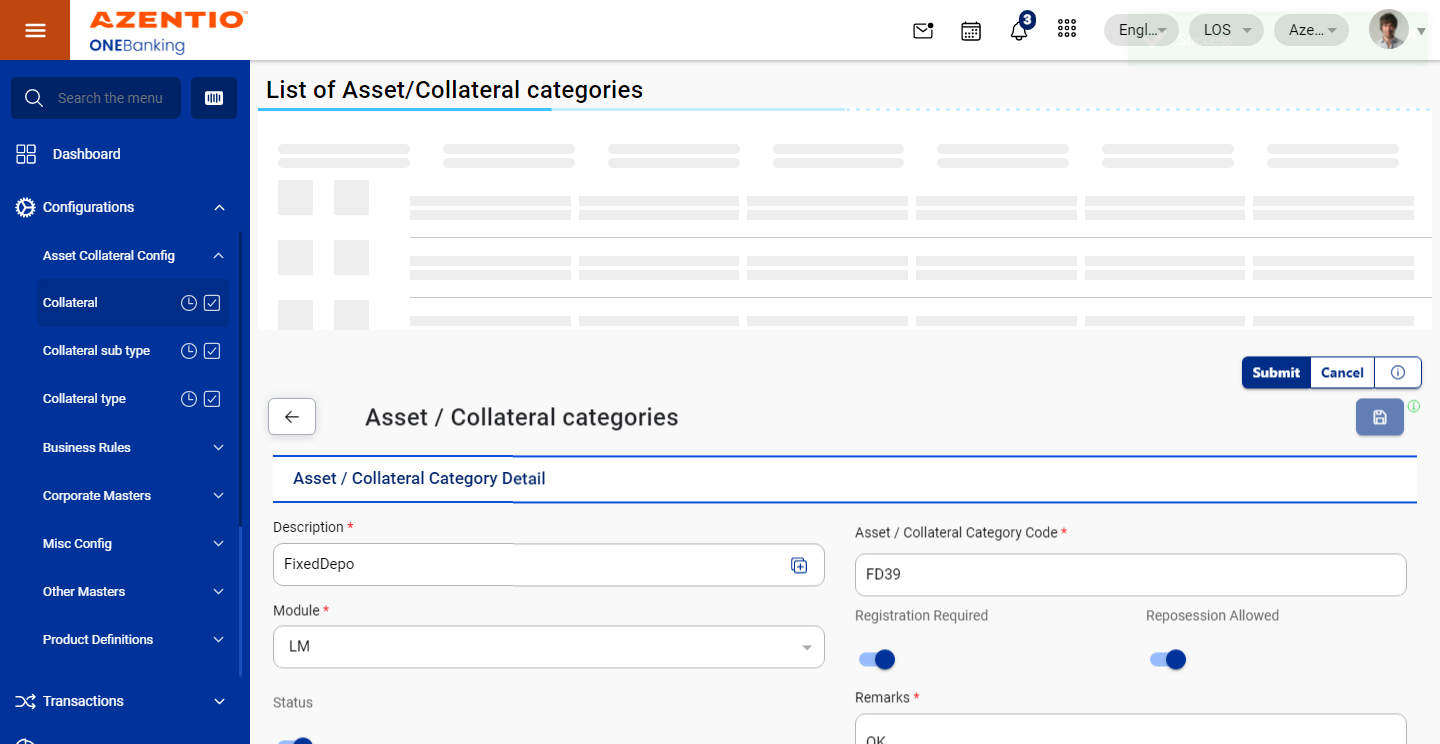 AZENTIO™
ONEBanking
3
Engl...
LOS
Aze...
Search the menu
Dashboard
Configurations
Asset Collateral Config
Collateral
Collateral sub type
Collateral type
Business Rules
Corporate Masters
Misc Config
Other Masters
Product Definitions
Transactions
List of Asset/Collateral categories
Submit
Cancel
Asset / Collateral categories
Asset / Collateral Category Detail
Description *
FixedDepo
Asset / Collateral Category Code *
FD39
Module *
LM
Registration Required
Reposession Allowed
Status
Remarks *
OK